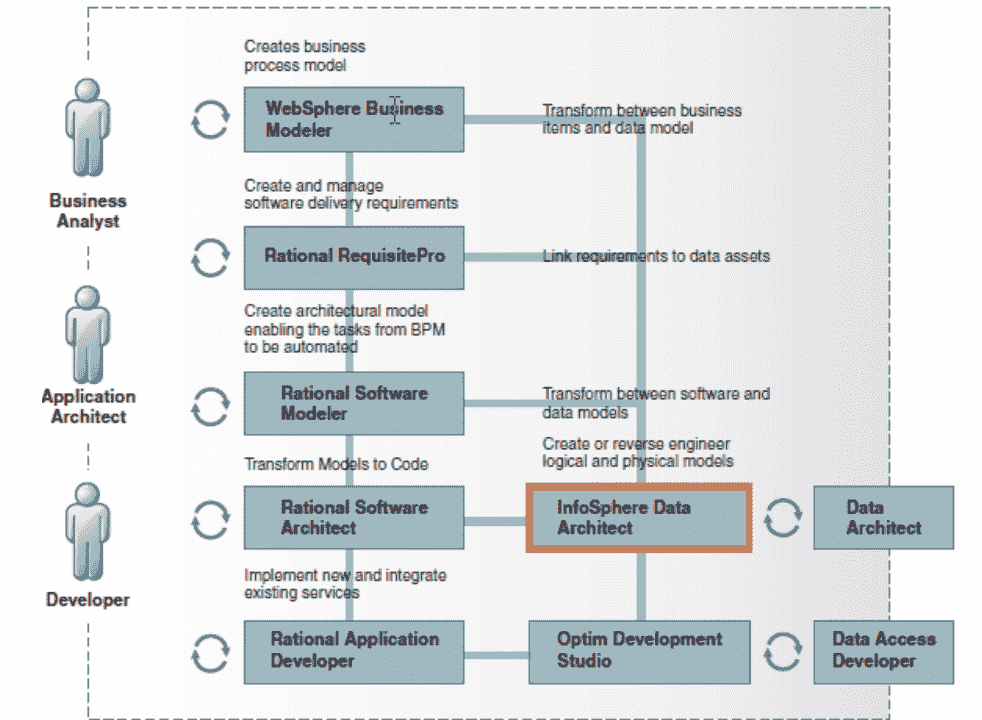 Creates business
process model
WebSphere Business
Modeler
Transform between business
items and data model
Business
Analyst
Create and manage
software delivery requirements
Rational RequisitePro
Link requirements to data assets
Create architectural model
enabling the tasks from BPM
to be automated
Application
Architect
Rational Software
Modeler
Transform between software and
data models
Create or reverse engineer
logical and physical models
Transform Models to Code
Rational Software
Architect
InfoSphere Data
Architect
Data
Architect
Implement new and integrate
existing services
Developer
Rational Application
Developer
Optim Development
Studio
Data Access
Developer